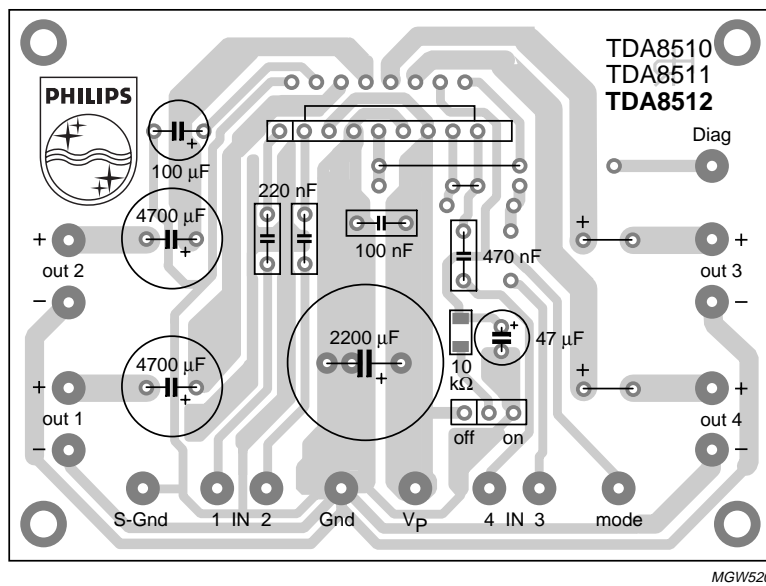 TDA8510
TDA8511
TDA8512
PHILIPS
Diag
100 µF
220 nF
4700 µF
+
+
+
100 nF
470 nF
+
+
out 2
out 3
−
−
2200 µF
+
47 µF
4700 µF
+
10
kΩ
+
+
+
+
out 1
out 4
off on
−
−
S-Gnd 1 IN 2 Gnd VP 4 IN 3 mode